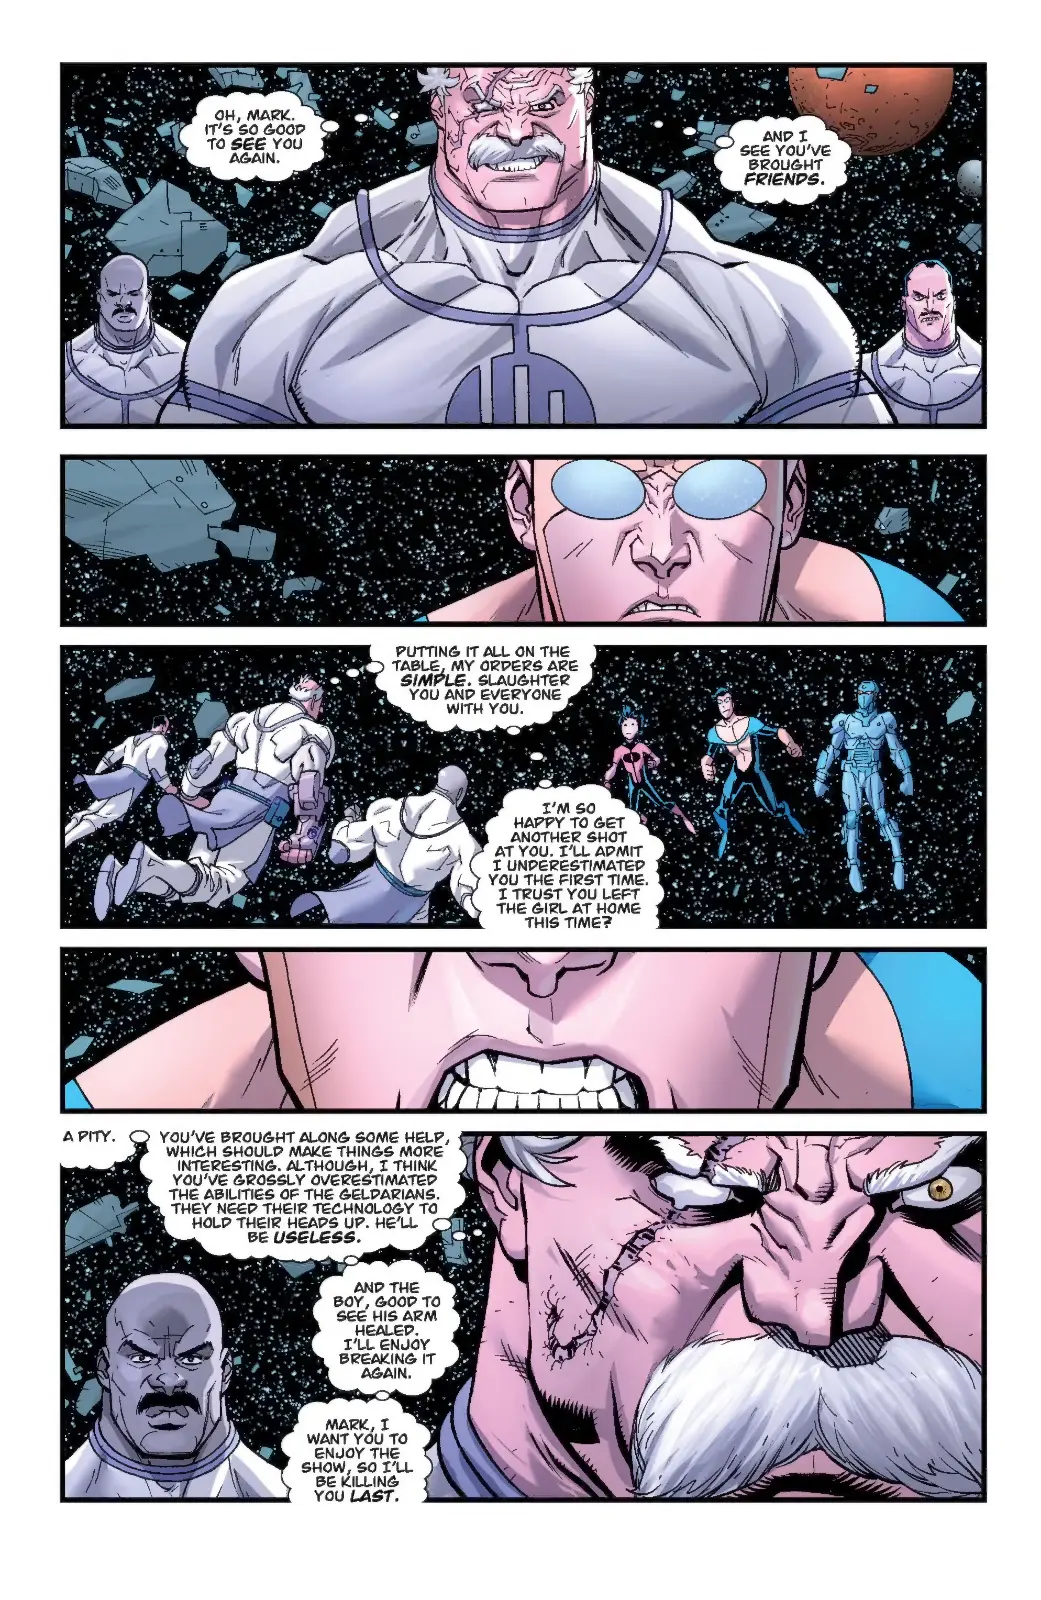 OH, MARK.
IT'S SO GOOD
TO SEE YOU
AGAIN.
AND I
SEE YOU'VE
BROUGHT
FRIENDS.
PUTTING IT ALL ON THE
TABLE, MY ORDERS ARE
SIMPLE. SLAUGHTER
YOU AND EVERYONE
WITH YOU.
I'M SO
HAPPY TO GET
ANOTHER SHOT
AT YOU. I'LL ADMIT
I UNDERESTIMATED
YOU THE FIRST TIME.
I TRUST YOU LEFT
THE GIRL AT HOME
THIS TIME?
A PITY.
YOU'VE BROUGHT ALONG SOME HELP,
WHICH SHOULD MAKE THINGS MORE
INTERESTING. ALTHOUGH, I THINK
YOU'VE GROSSLY OVERESTIMATED
THE ABILITIES OF THE GELDARIANS.
THEY NEED THEIR TECHNOLOGY TO
HOLD THEIR HEADS UP. HE'LL
BE USELESS.
AND THE
BOY, GOOD TO
SEE HIS ARM
HEALED.
I'LL ENJOY
BREAKING IT
AGAIN.
MARK, I
WANT YOU TO
ENJOY THE
SHOW, SO I'LL
BE KILLING
YOU LAST.